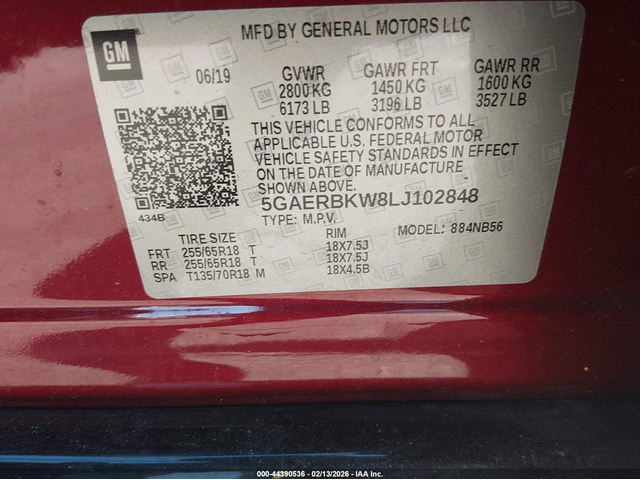 GM
MFD BY GENERAL MOTORS LLC
06/19
GVWR GAWR FRT GAWR RR
2800 KG 1450 KG 1600 KG
6173 LB 3196 LB 3527 LB
THIS VEHICLE CONFORMS TO ALL
APPLICABLE U.S. FEDERAL MOTOR
VEHICLE SAFETY STANDARDS IN EFFECT
ON THE DATE OF MANUFACTURE
SHOWN ABOVE.
5GAERBKW8LJ102848
434B
TYPE: M.P.V. MODEL: 884NB56
TIRE SIZE RIM
FRT 255/65R18 T 18X7.5J
RR 255/65R18 T 18X7.5J
SPA T135/70R18 M 18X4.5B
000-44390536 - 02/13/2026 - IAA Inc.